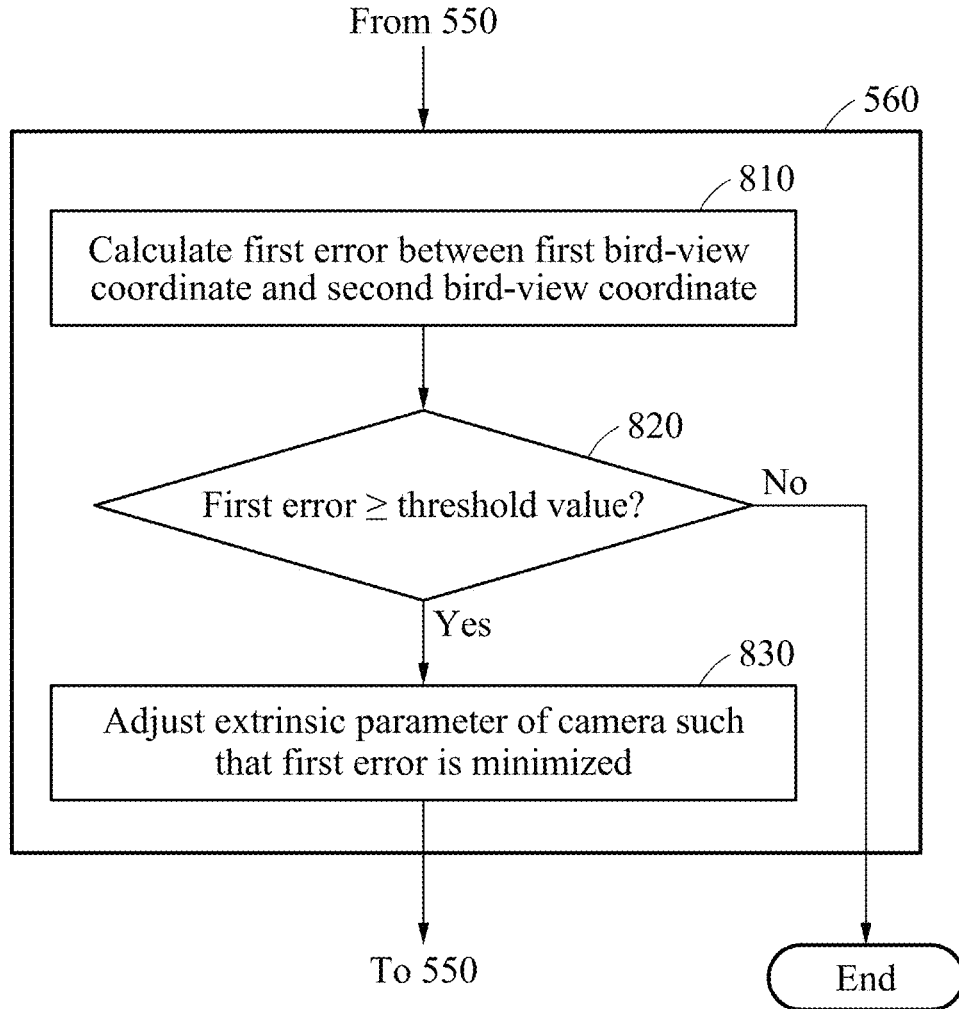 From 550
560
810
Calculate first error between first bird-view
coordinate and second bird-view coordinate
820
First error ≥ threshold value?
No
Yes
830
Adjust extrinsic parameter of camera such
that first error is minimized
To 550
End